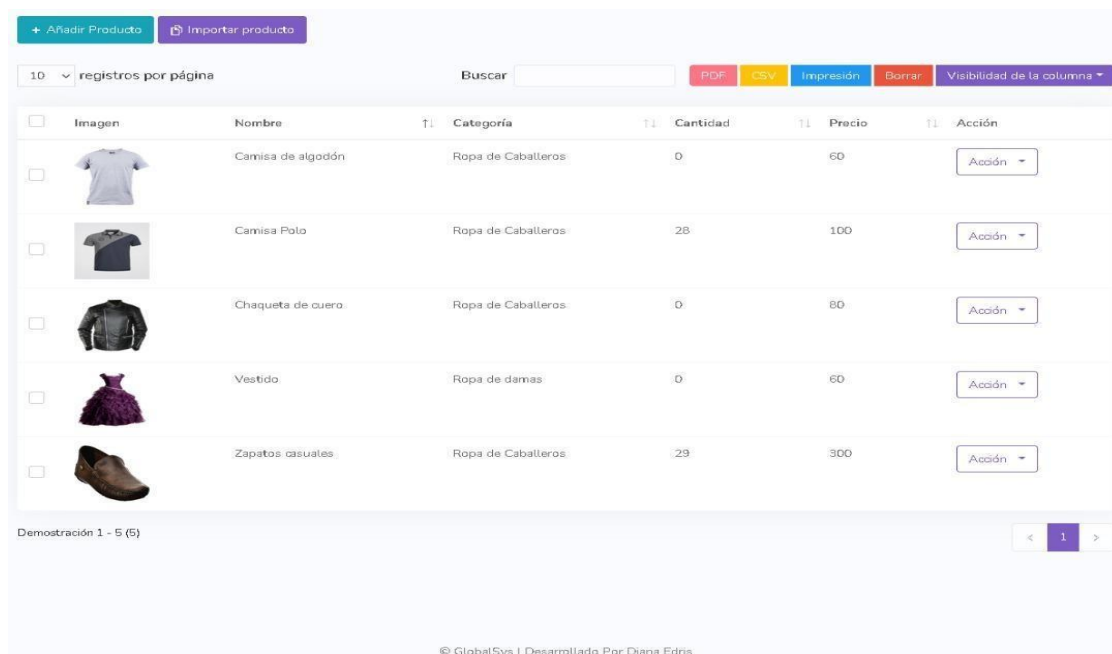 + Añadir Producto Importar producto
10 registros por página Buscar PDF CSV Impresión Borrar Visibilidad de la columna
Imagen Nombre Categoría Cantidad Precio Acción
Camisa de algodón Ropa de Caballeros 0 60 Acción
Camisa Polo Ropa de Caballeros 28 100 Acción
Chaqueta de cuero Ropa de Caballeros 0 80 Acción
Vestido Ropa de damas 0 60 Acción
Zapatos casuales Ropa de Caballeros 29 300 Acción
Demostración 1 - 5 (5) < 1 >
© GlobalSys | Desarrollado Por Diana Edris